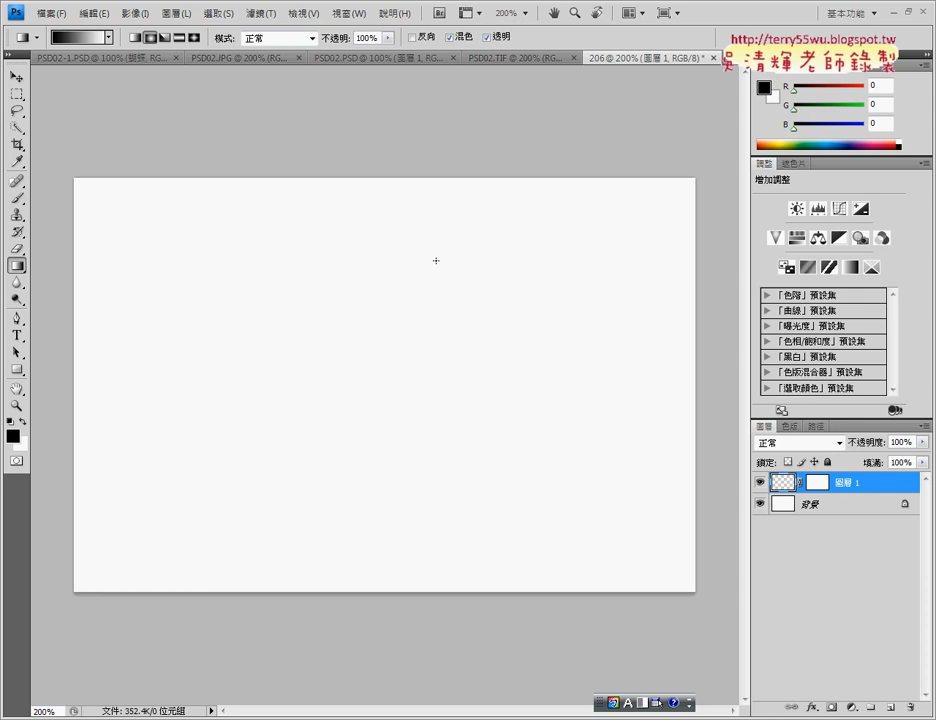 Ps 檔案(F) 編輯(E) 影像(I) 圖層(L) 選取(S) 濾鏡(T) 檢視(V) 視窗(W) 說明(H) Br 200% 基本功能
模式: 正常 不透明: 100% 反向 混色 透明
http://terry55wu.blogspot.tw
吳清輝老師錄製
PSD02-1.PSD @ 100% (蝴蝶, RG... × PSD02.JPG @ 200% (RG... × PSD02.PSD @ 100% (圖層 1, RG... × PSD02.TIF @ 200% (RG... × 206 @ 200% (圖層 1, RGB/8) * ×
R 0
G 0
B 0
調整 遮色片
增加調整
「色階」預設集
「曲線」預設集
「曝光度」預設集
「色相/飽和度」預設集
「黑白」預設集
「色版混合器」預設集
「選取顏色」預設集
圖層 色版 路徑
正常 不透明度: 100%
鎖定: 填滿: 100%
圖層 1
背景
200% 文件: 352.4K/0 位元組